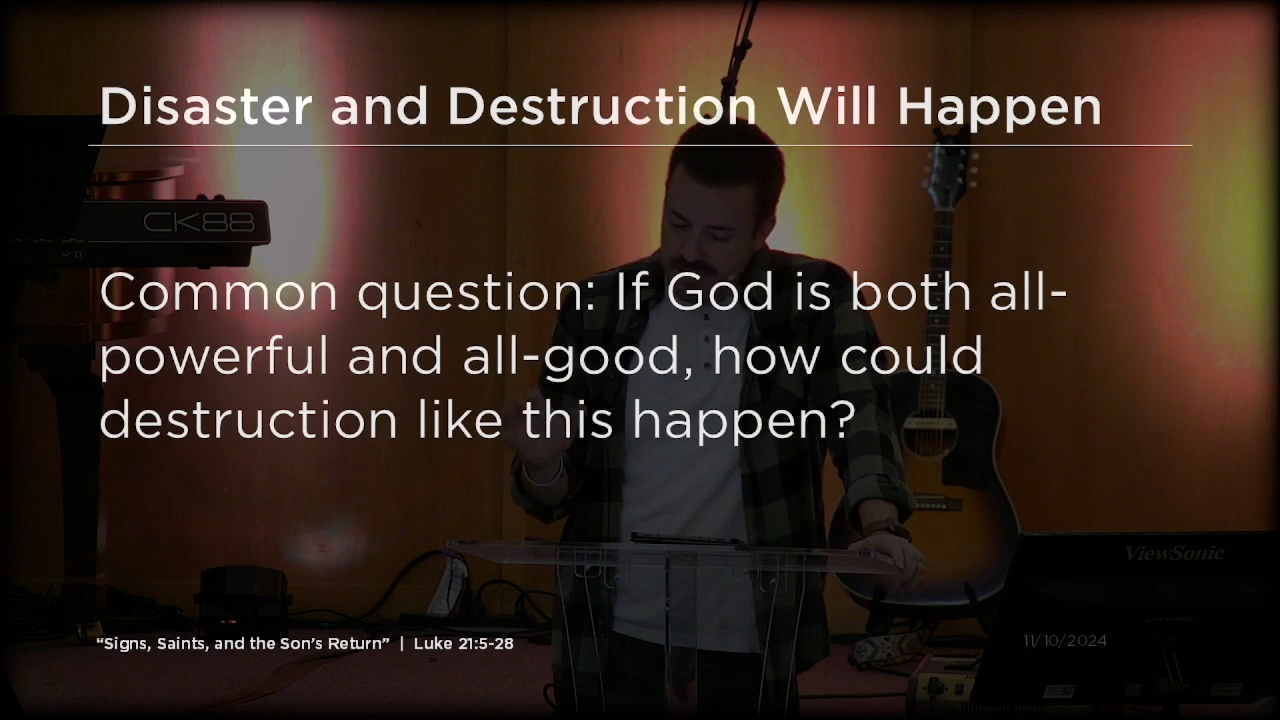 Disaster and Destruction Will Happen
CK88
Common question: If God is both all-
powerful and all-good, how could
destruction like this happen?
ViewSonic
“Signs, Saints, and the Son’s Return” | Luke 21:5-28
11/10/2024